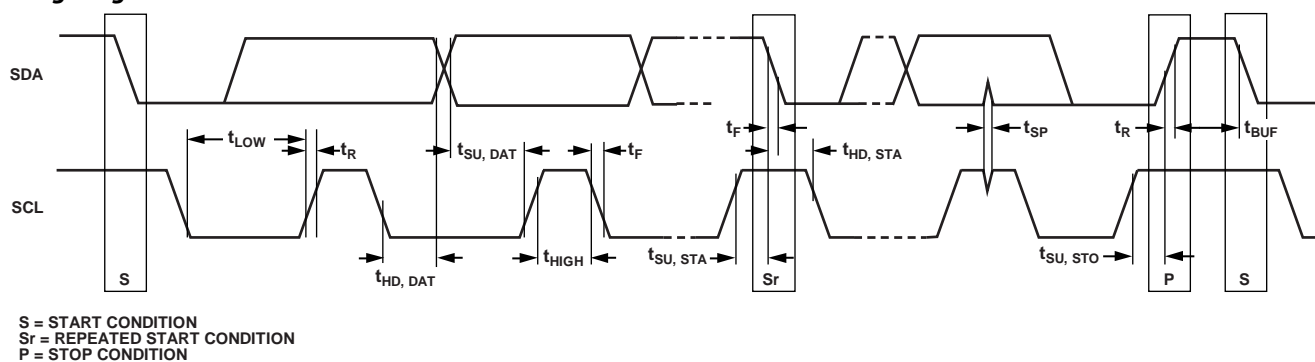 SDA
tF
tSP
tR
tBUF
tLOW
tR
tSU, DAT
tF
tHD, STA
SCL
tHD, DAT
tHIGH
tSU, STA
tSU, STO
S
Sr
P
S
S = START CONDITION
Sr = REPEATED START CONDITION
P = STOP CONDITION